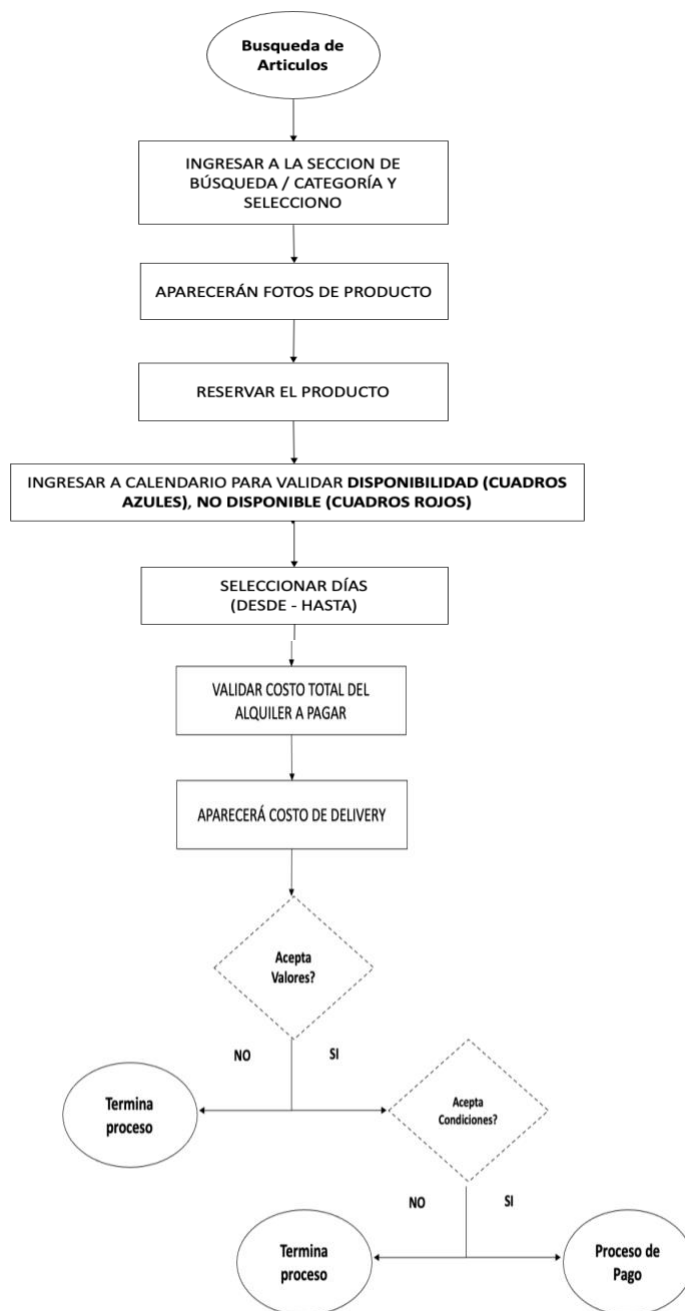 Busqueda de
Articulos
INGRESAR A LA SECCION DE
BÚSQUEDA / CATEGORÍA Y
SELECCIONO
APARECERÁN FOTOS DE PRODUCTO
RESERVAR EL PRODUCTO
INGRESAR A CALENDARIO PARA VALIDAR DISPONIBILIDAD (CUADROS
AZULES), NO DISPONIBLE (CUADROS ROJOS)
SELECCIONAR DÍAS
(DESDE - HASTA)
VALIDAR COSTO TOTAL DEL
ALQUILER A PAGAR
APARECERÁ COSTO DE DELIVERY
Acepta
Valores?
NO
SI
Termina
proceso
Acepta
Condiciones?
NO
SI
Termina
proceso
Proceso de
Pago